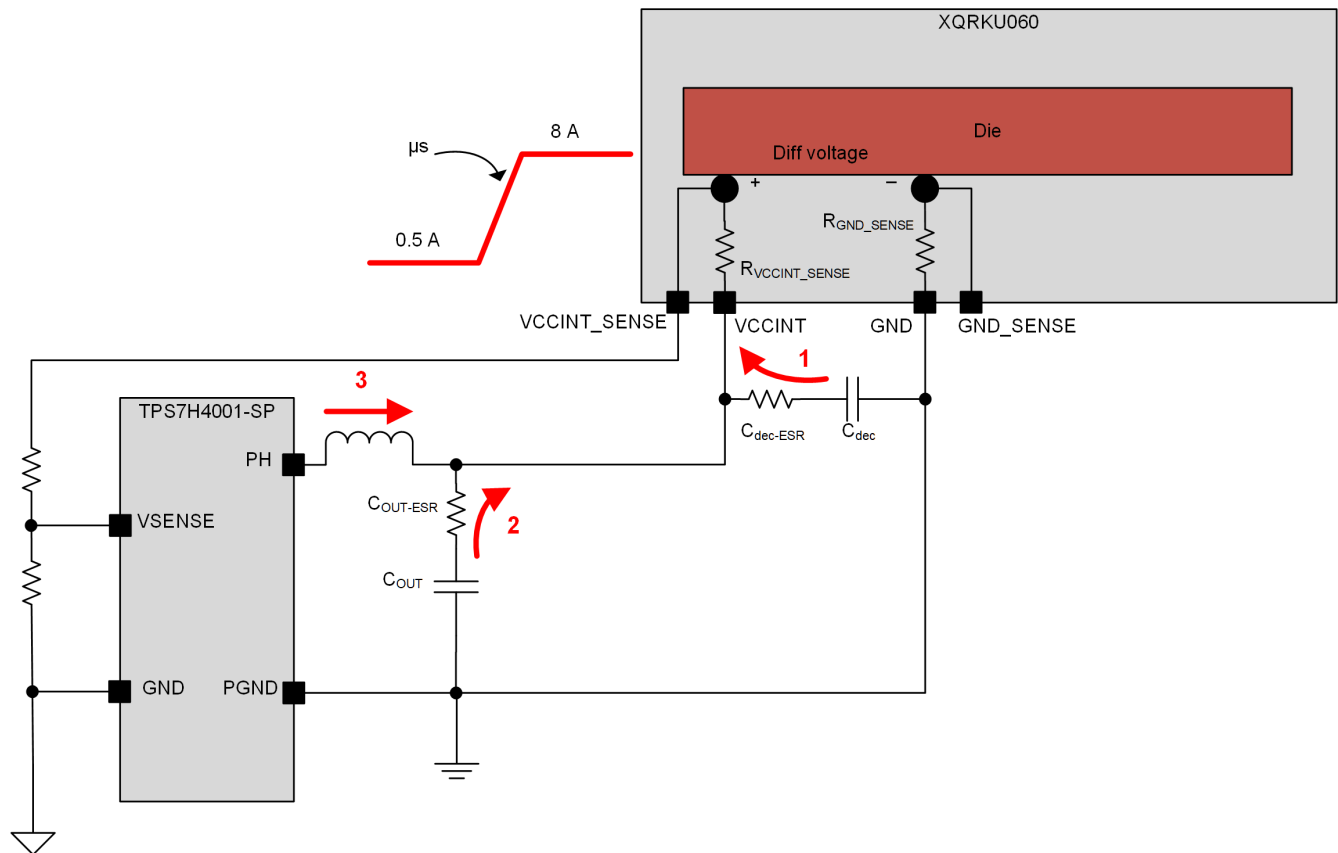 XQRKU060
Die
Diff voltage
+
−
8 A
µs
0.5 A
RGND_SENSE
RVCCINT_SENSE
VCCINT_SENSE
VCCINT
GND
GND_SENSE
1
3
TPS7H4001-SP
PH
Cdec-ESR
Cdec
COUT-ESR
2
VSENSE
COUT
GND
PGND